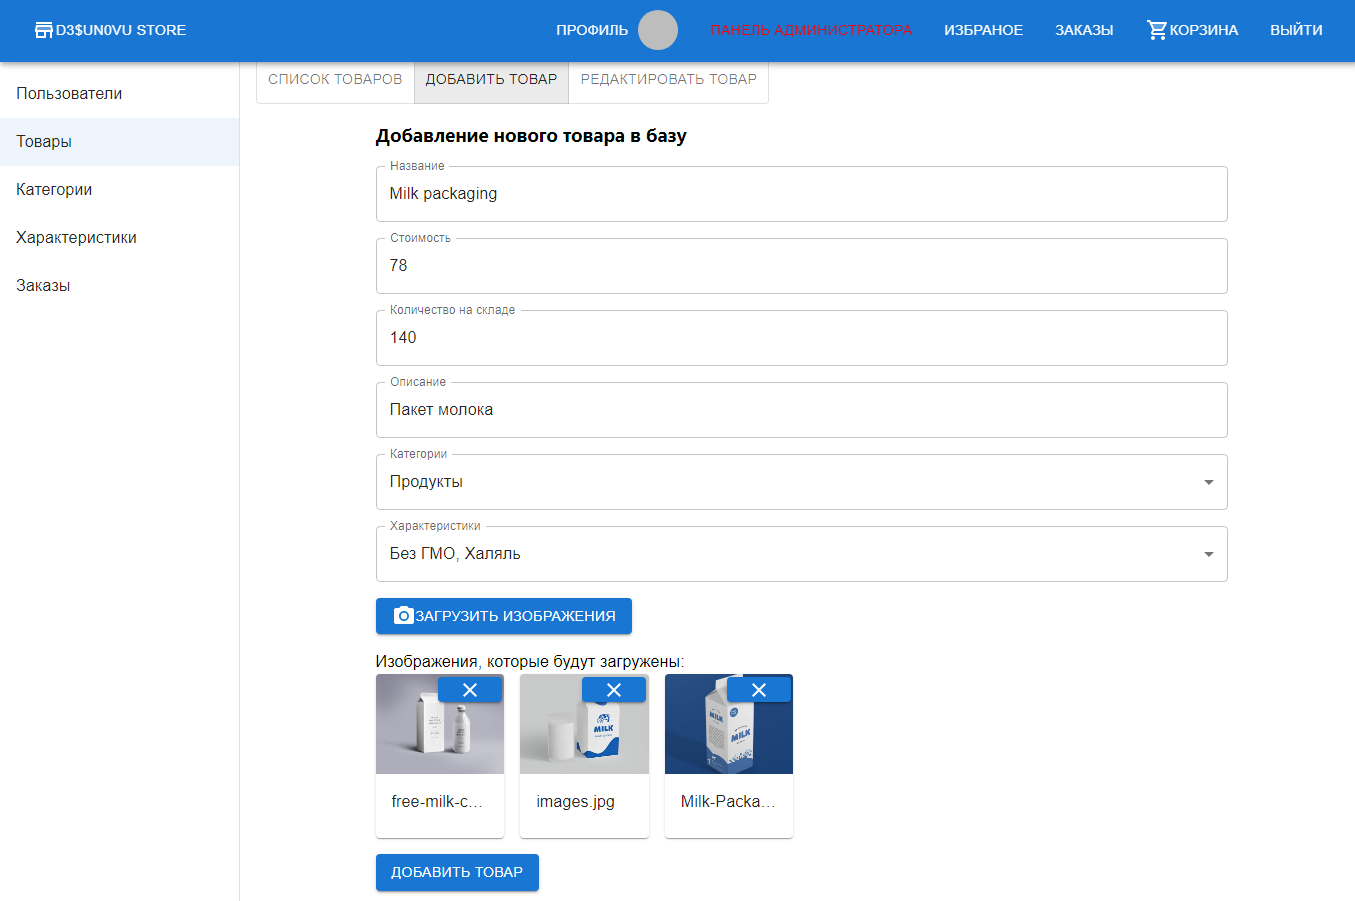 D3$UN0VU STORE
ПРОФИЛЬ
ПАНЕЛЬ АДМИНИСТРАТОРА
ИЗБРАНОЕ
ЗАКАЗЫ
КОРЗИНА
ВЫЙТИ
Пользователи
Товары
Категории
Характеристики
Заказы
СПИСОК ТОВАРОВ
ДОБАВИТЬ ТОВАР
РЕДАКТИРОВАТЬ ТОВАР
Добавление нового товара в базу
Название
Milk packaging
Стоимость
78
Количество на складе
140
Описание
Пакет молока
Категории
Продукты
Характеристики
Без ГМО, Халяль
ЗАГРУЗИТЬ ИЗОБРАЖЕНИЯ
Изображения, которые будут загружены:
MILK
MILK
MILK
free-milk-c...
images.jpg
Milk-Packa...
ДОБАВИТЬ ТОВАР